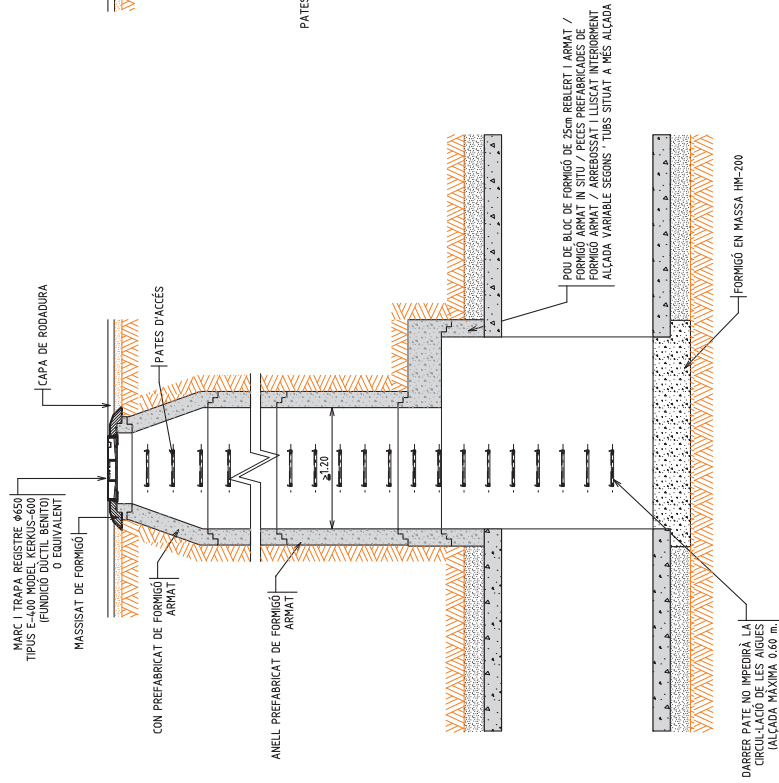 PATES
MARC I TRAPA REGISTRE Φ650
TIPUS E-400 MODEL KERKUS-600
(FUNDICIÓ DÚCTIL BENITO)
O EQUIVALENT
CAPA DE RODADURA
MASSISAT DE FORMIGÓ
PATES D'ACCÉS
CON PREFABRICAT DE FORMIGÓ
ARMAT
ANELL PREFABRICAT DE FORMIGÓ
ARMAT
≥1.20
POU DE BLOC DE FORMIGÓ DE 25cm REBLERT I ARMAT /
FORMIGÓ ARMAT IN SITU / PECES PREFABRICADES DE
FORMIGÓ ARMAT / ARREBOSSAT I LLISCAT INTERIORMENT
ALÇADA VARIABLE SEGONS ' TUBS SITUAT A MÉS ALÇADA
FORMIGÓ EN MASSA HM-200
DARRER PATE NO IMPEDIRÀ LA
CIRCUL·LACIÓ DE LES AIGUES
(ALÇADA MÀXIMA 0.60 m.